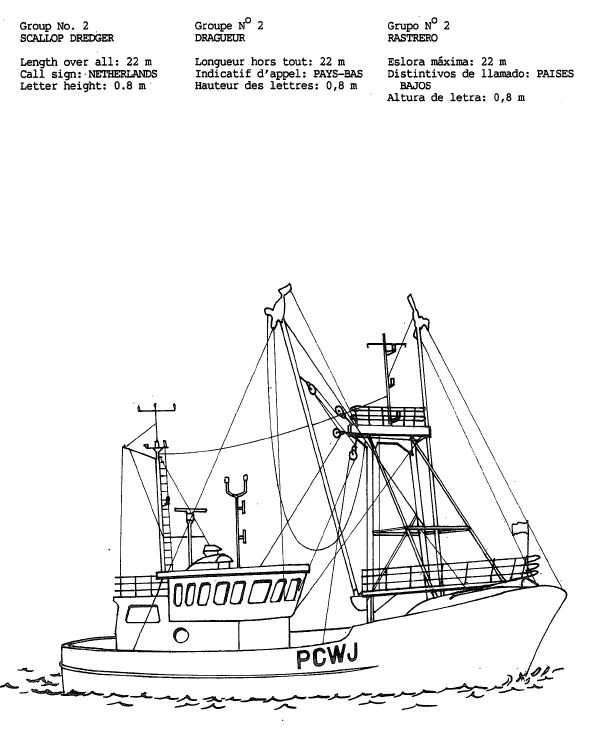 Group No. 2
SCALLOP DREDGER
Length over all: 22 m
Call sign: NETHERLANDS
Letter height: 0.8 m
Groupe N° 2
DRAGUEUR
Longueur hors tout: 22 m
Indicatif d'appel: PAYS-BAS
Hauteur des lettres: 0,8 m
Grupo N° 2
RASTRERO
Eslora máxima: 22 m
Distintivos de llamado: PAISES
BAJOS
Altura de letra: 0,8 m
PCWJ